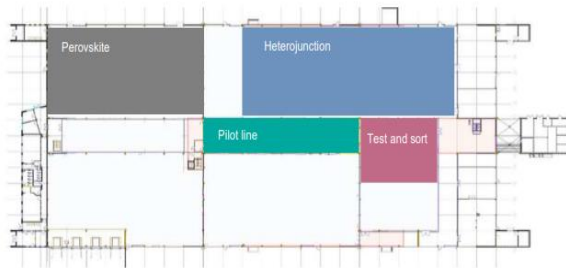 Perovskite
Heterojunction
Pilot line
Test and sort